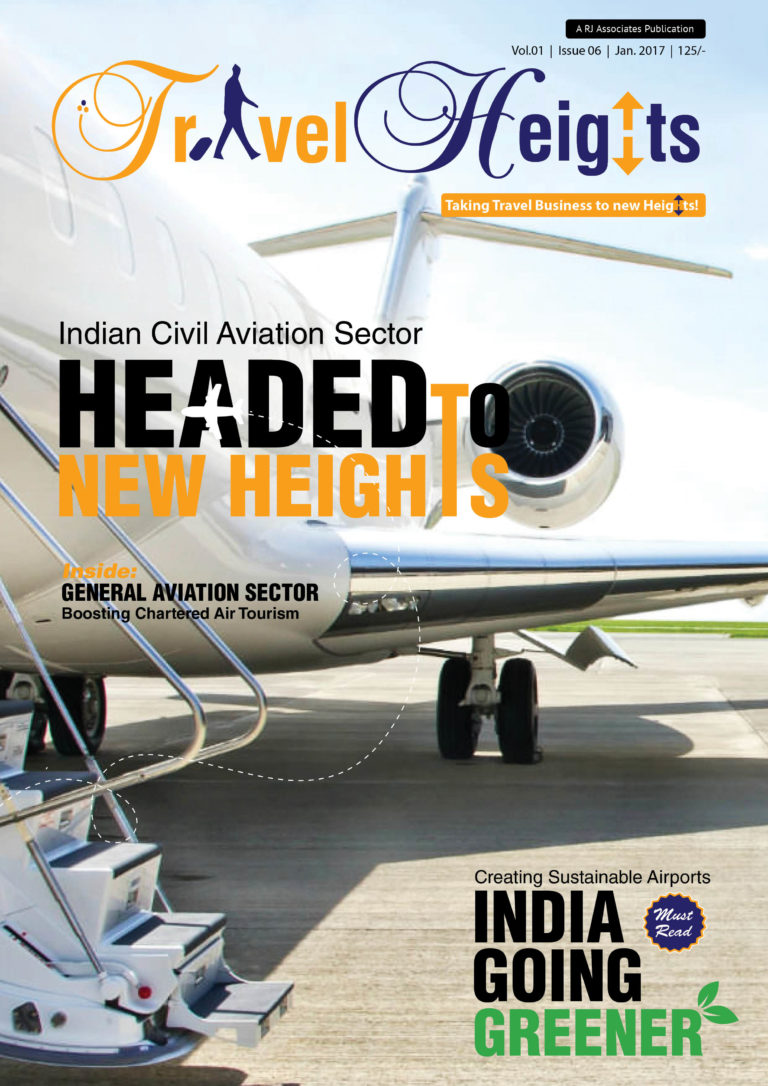 A RJ Associates Publication
Vol.01 | Issue 06 | Jan. 2017 | 125/-
Travel Heights
Taking Travel Business to new Heights!
Indian Civil Aviation Sector
HEADED TO
NEW HEIGHTS
Inside:
GENERAL AVIATION SECTOR
Boosting Chartered Air Tourism
Creating Sustainable Airports
INDIA
Must
Read
GOING
GREENER